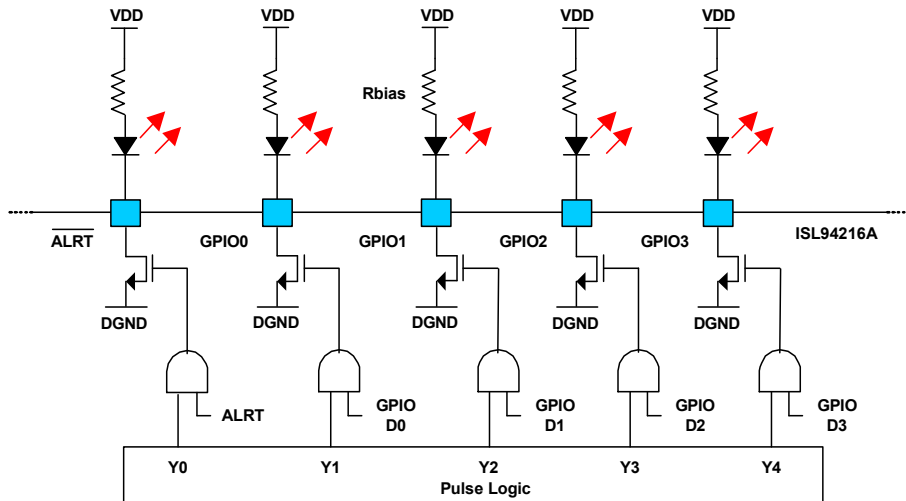 VDD VDD VDD VDD VDD
Rbias
ALRT GPIO0 GPIO1 GPIO2 GPIO3 ISL94216A
DGND DGND DGND DGND DGND
ALRT GPIO D0 GPIO D1 GPIO D2 GPIO D3
Y0 Y1 Y2 Y3 Y4
Pulse Logic